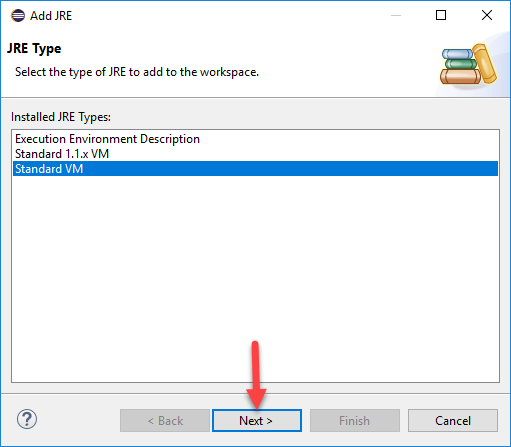 Add JRE
JRE Type
Select the type of JRE to add to the workspace.
Installed JRE Types:
Execution Environment Description
Standard 1.1.x VM
Standard VM
?
< Back
Next >
Finish
Cancel